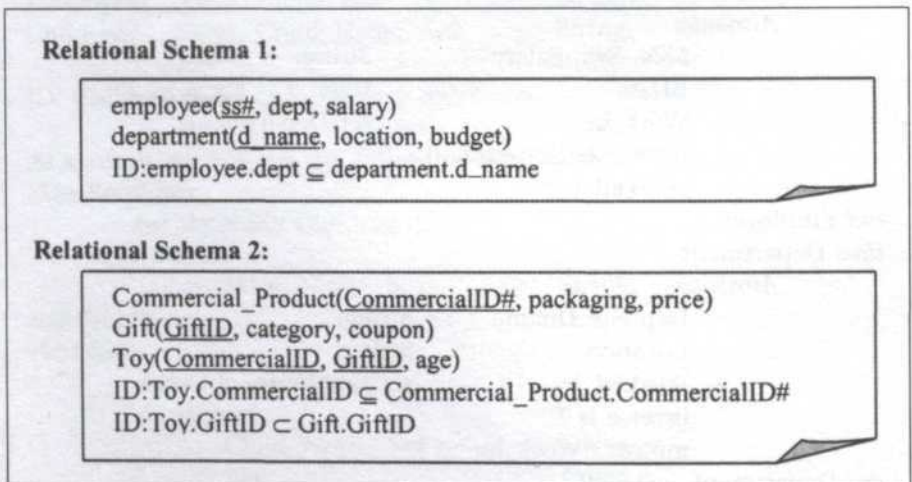 Relational Schema 1:
employee(ss#, dept, salary)
department(d_name, location, budget)
ID:employee.dept ⊆ department.d_name
Relational Schema 2:
Commercial_Product(CommercialID#, packaging, price)
Gift(GiftID, category, coupon)
Toy(CommercialID, GiftID, age)
ID:Toy.CommercialID ⊆ Commercial_Product.CommercialID#
ID:Toy.GiftID ⊂ Gift.GiftID